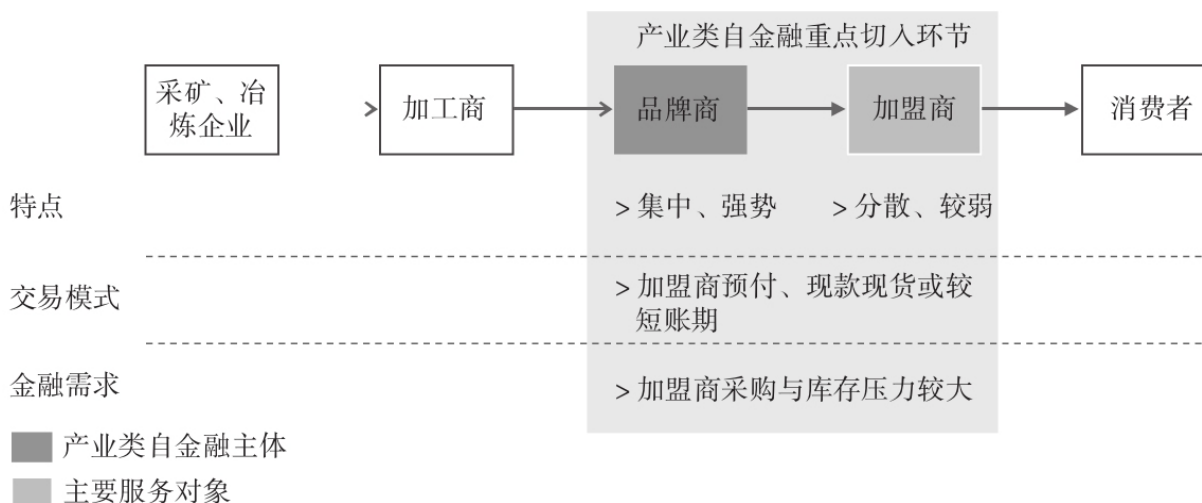 产业类自金融重点切入环节
采矿、冶
炼企业
加工商
品牌商
加盟商
消费者
特点
> 集中、强势
> 分散、较弱
交易模式
> 加盟商预付、现款现货或较
短账期
金融需求
> 加盟商采购与库存压力较大
产业类自金融主体
主要服务对象